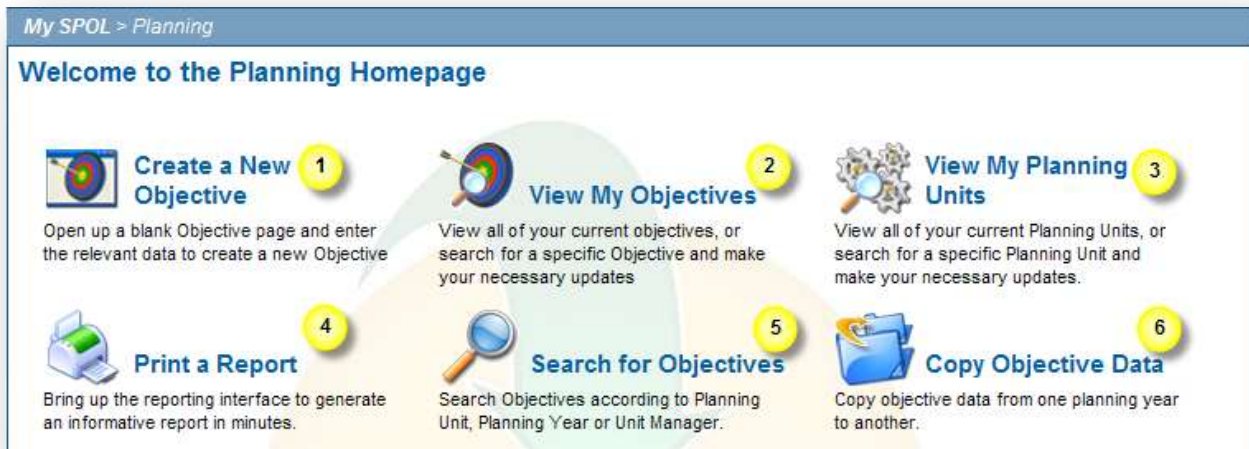 My SPOL > Planning
Welcome to the Planning Homepage
Create a New
Objective
1
Open up a blank Objective page and enter
the relevant data to create a new Objective
View My Objectives
2
View all of your current objectives, or
search for a specific Objective and make
your necessary updates
View My Planning
Units
3
View all of your current Planning Units, or
search for a specific Planning Unit and
make your necessary updates.
Print a Report
4
Bring up the reporting interface to generate
an informative report in minutes.
Search for Objectives
5
Search Objectives according to Planning
Unit, Planning Year or Unit Manager.
Copy Objective Data
6
Copy objective data from one planning year
to another.